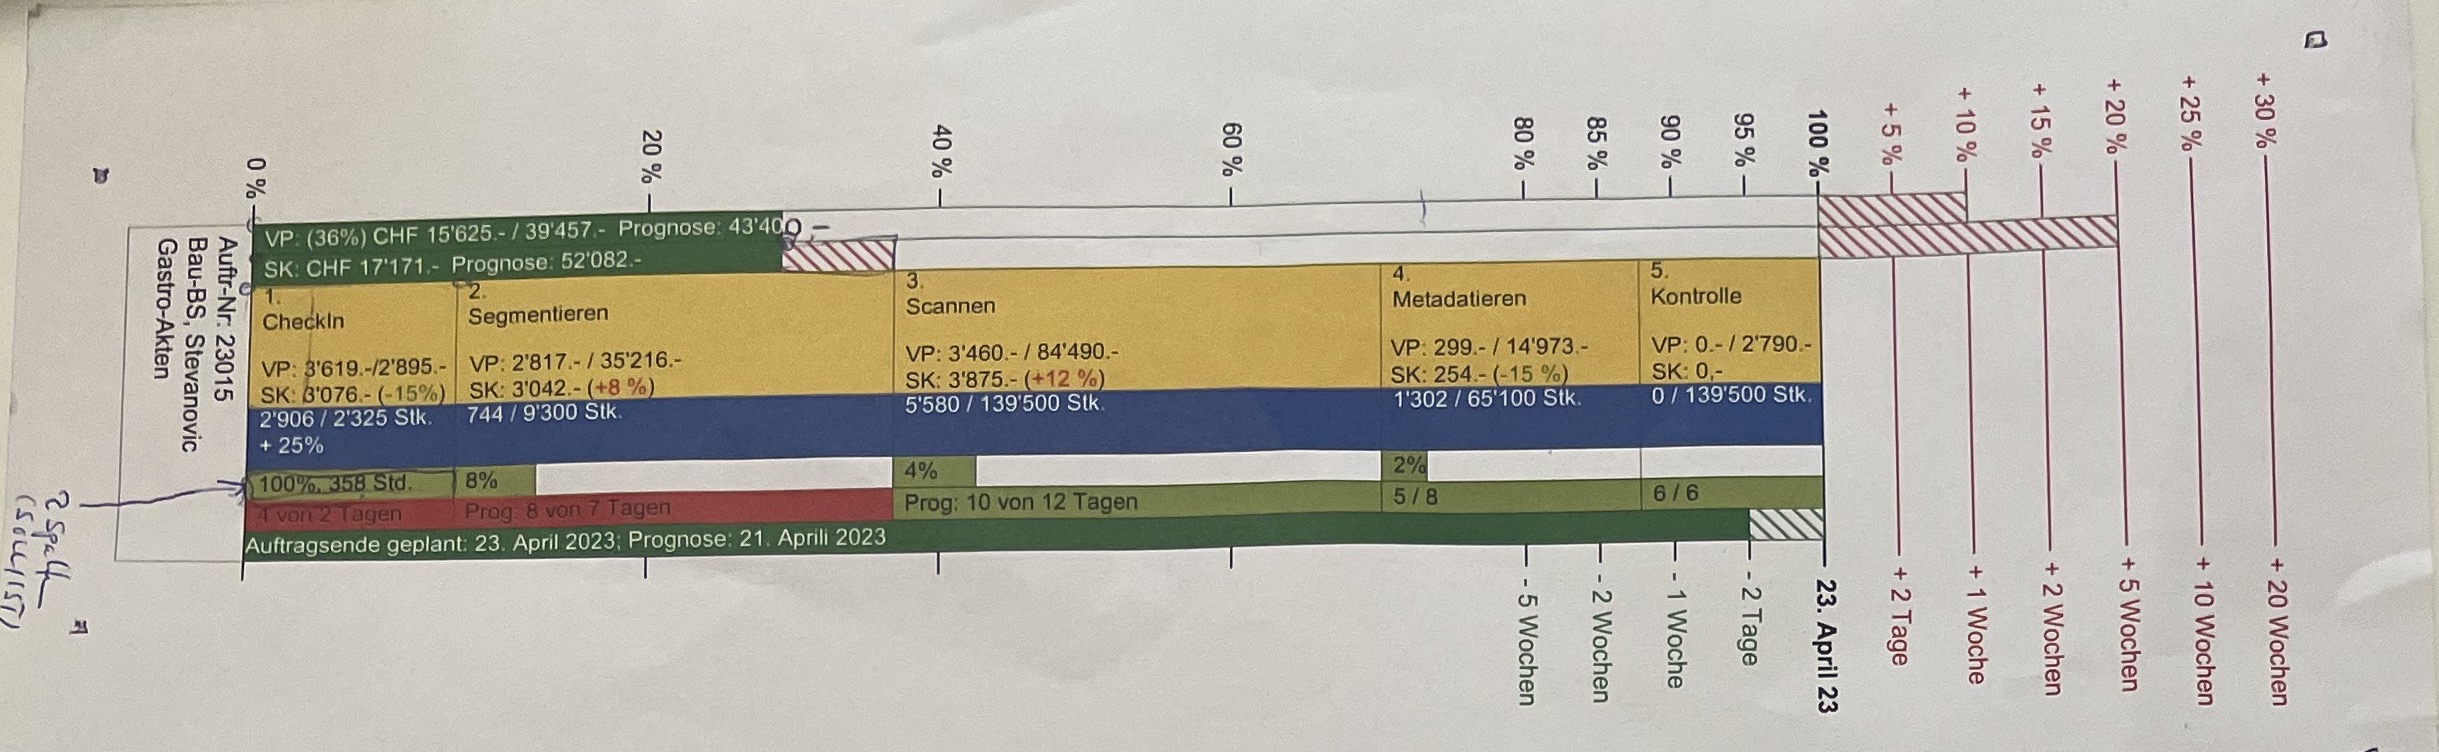 + 5 %
+ 10 %
+ 15 %
+ 20 %
+ 25 %
+ 30 %
0 %
20 %
40 %
60 %
80 %
85 %
90 %
95 %
100 %
VP: (36%) CHF 15'625.- / 39'457.- Prognose: 43'400,-
SK: CHF 17'171.- Prognose: 52'082.-
Auftr-Nr: 23015
Bau-BS, Stevanovic
Gastro-Akten
1.
CheckIn
VP: 3'619.-/2'895.-
SK: 3'076.- (-15%)
2'906 / 2'325 Stk.
+ 25%
100%, 358 Std.
4 von 2 Tagen
2.
Segmentieren
VP: 2'817.- / 35'216.-
SK: 3'042.- (+8 %)
744 / 9'300 Stk.
8%
Prog: 8 von 7 Tagen
3.
Scannen
VP: 3'460.- / 84'490.-
SK: 3'875.- (+12 %)
5'580 / 139'500 Stk.
4%
Prog: 10 von 12 Tagen
4.
Metadatieren
VP: 299.- / 14'973.-
SK: 254.- (-15 %)
1'302 / 65'100 Stk.
2%
5 / 8
5.
Kontrolle
VP: 0.- / 2'790.-
SK: 0,-
0 / 139'500 Stk.
6 / 6
Auftragsende geplant: 23. April 2023; Prognose: 21. Aprili 2023
- 5 Wochen
- 2 Wochen
- 1 Woche
- 2 Tage
23. April 23
+ 2 Tage
+ 1 Woche
+ 2 Wochen
+ 5 Wochen
+ 10 Wochen
+ 20 Wochen